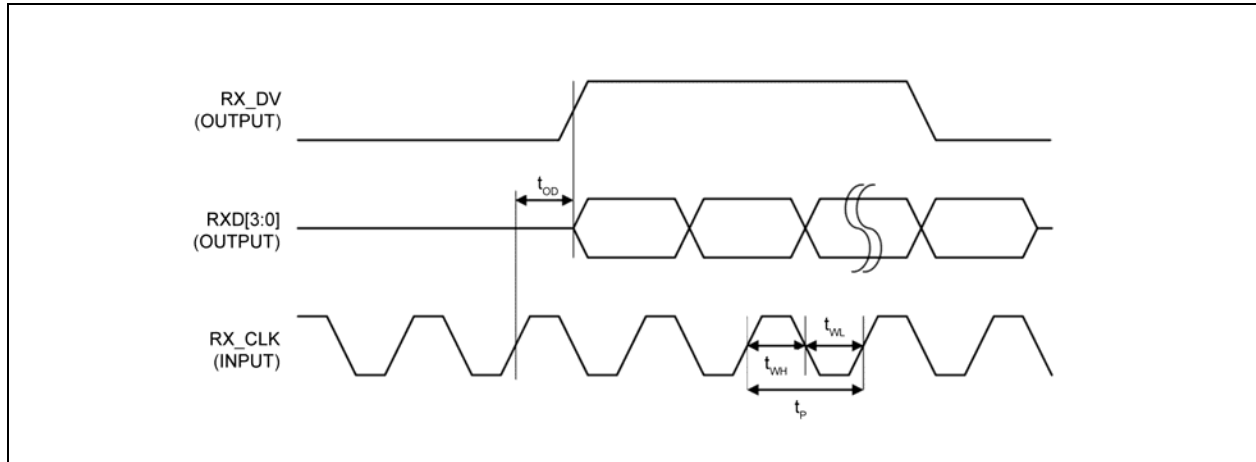 RX_DV
(OUTPUT)
tOD
RXD[3:0]
(OUTPUT)
RX_CLK
(INPUT)
tWL
tWH
tP